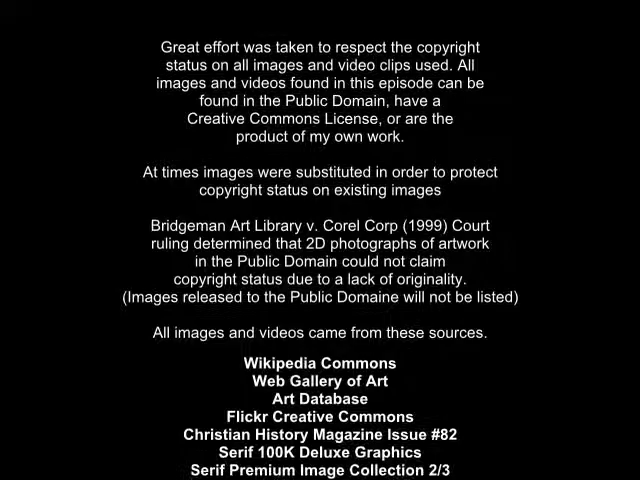 Great effort was taken to respect the copyright
status on all images and video clips used. All
images and videos found in this episode can be
found in the Public Domain, have a
Creative Commons License, or are the
product of my own work.
At times images were substituted in order to protect
copyright status on existing images
Bridgeman Art Library v. Corel Corp (1999) Court
ruling determined that 2D photographs of artwork
in the Public Domain could not claim
copyright status due to a lack of originality.
(Images released to the Public Domaine will not be listed)
All images and videos came from these sources.
Wikipedia Commons
Web Gallery of Art
Art Database
Flickr Creative Commons
Christian History Magazine Issue #82
Serif 100K Deluxe Graphics
Serif Premium Image Collection 2/3